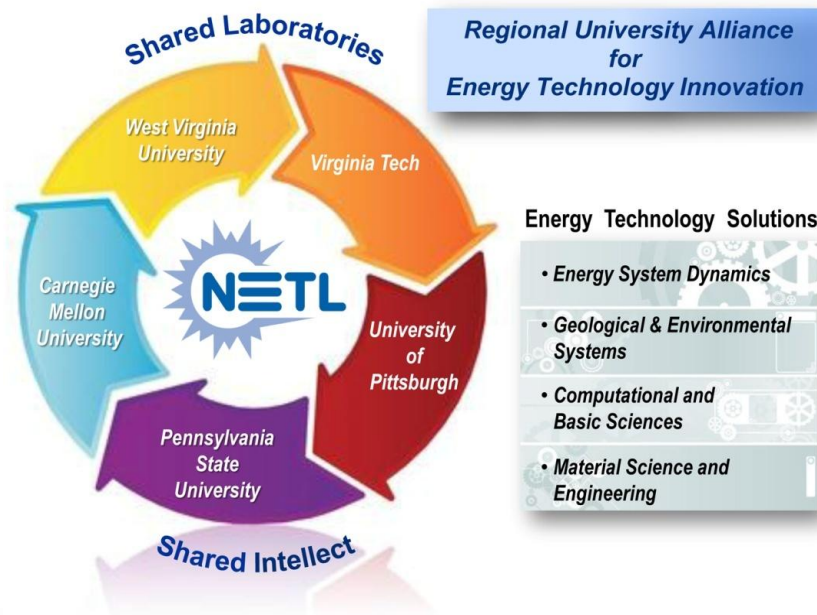 Shared Laboratories
Regional University Alliance
for
Energy Technology Innovation
West Virginia
University
Virginia Tech
Carnegie
Mellon
University
NETL
University
of
Pittsburgh
Pennsylvania
State
University
Shared Intellect
Energy Technology Solutions
• Energy System Dynamics
• Geological & Environmental
Systems
• Computational and
Basic Sciences
• Material Science and
Engineering